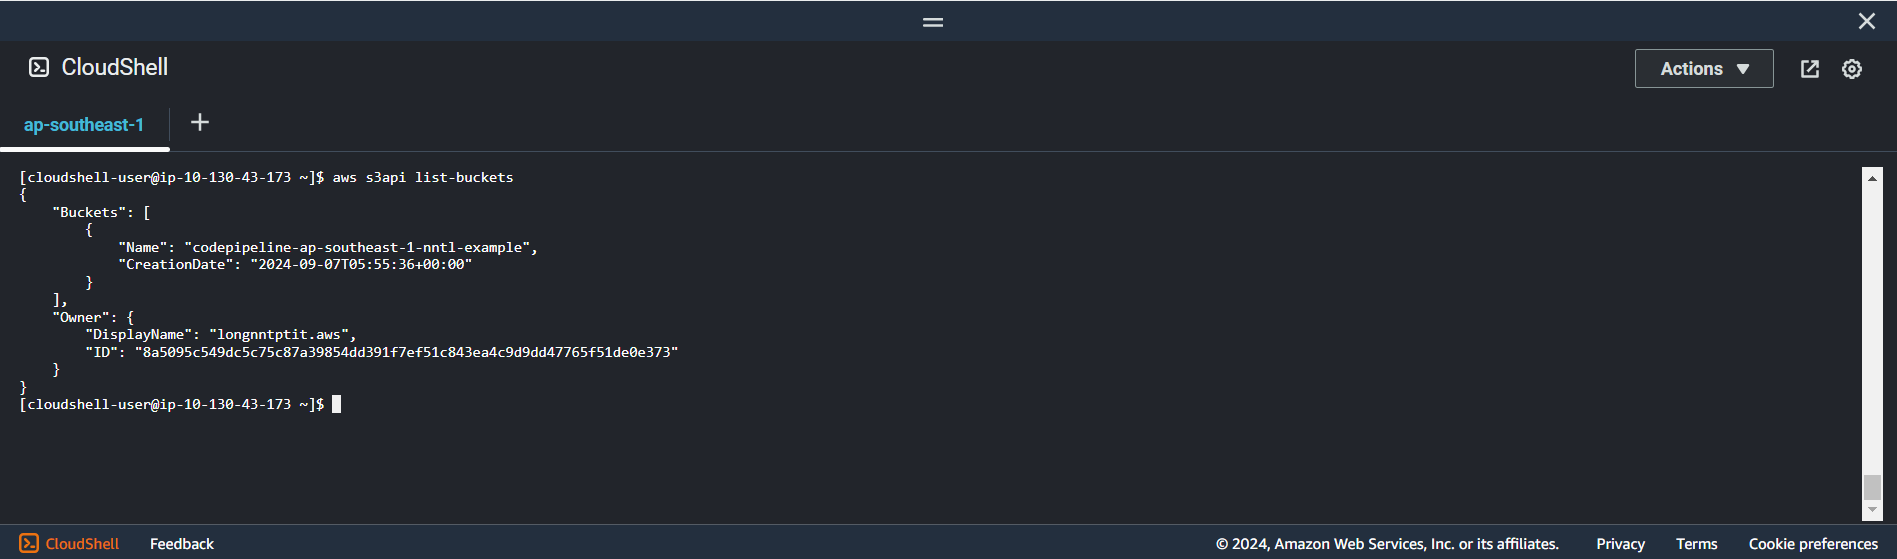 CloudShell
Actions
ap-southeast-1
[cloudshell-user@ip-10-130-43-173 ~]$ aws s3api list-buckets
{
    "Buckets": [
        {
            "Name": "codepipeline-ap-southeast-1-nntl-example",
            "CreationDate": "2024-09-07T05:55:36+00:00"
        }
    ],
    "Owner": {
        "DisplayName": "longnntptit.aws",
        "ID": "8a5095c549dc5c75c87a39854dd391f7ef51c843ea4c9d9dd47765f51de0e373"
    }
}
[cloudshell-user@ip-10-130-43-173 ~]$
CloudShell Feedback © 2024, Amazon Web Services, Inc. or its affiliates. Privacy Terms Cookie preferences